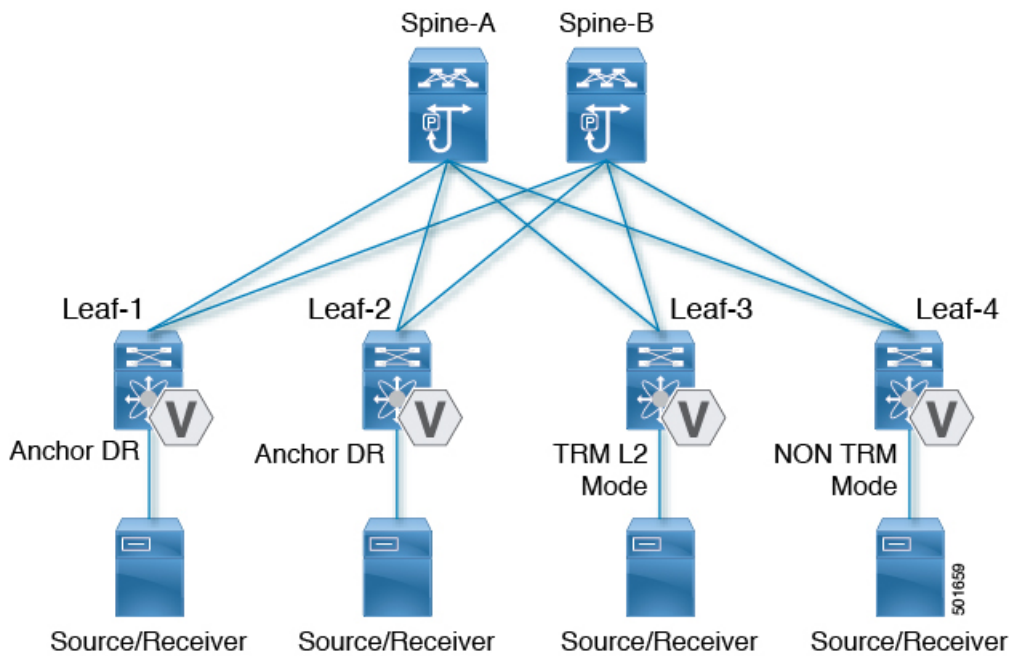 Spine-A
Spine-B
P
P
Leaf-1
Leaf-2
Leaf-3
Leaf-4
V
V
V
V
Anchor DR
Anchor DR
TRM L2
Mode
NON TRM
Mode
501659
Source/Receiver
Source/Receiver
Source/Receiver
Source/Receiver